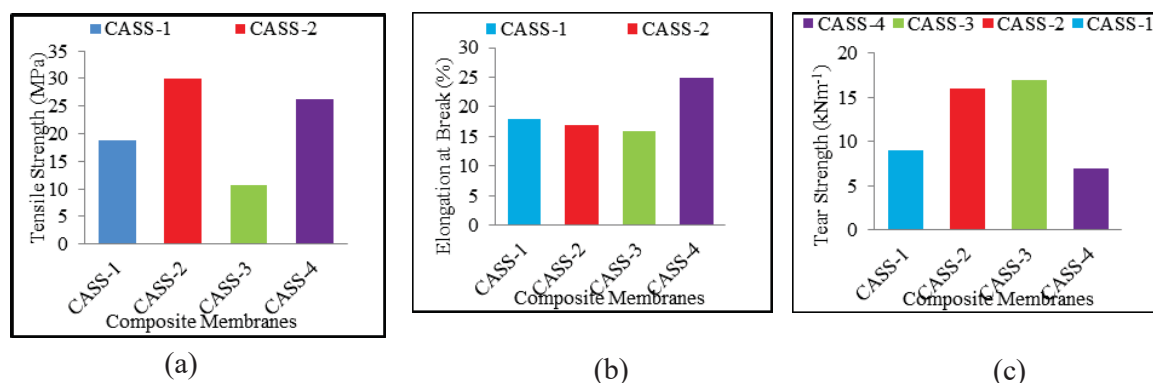 CASS-1 CASS-2
35
30
25
20
15
10
5
0
Tensile Strength (MPa)
CASS-1 CASS-2 CASS-3 CASS-4
Composite Membranes
(a)
CASS-1 CASS-2
30
25
20
15
10
5
0
Elongation at Break (%)
CASS-1 CASS-2 CASS-3 CASS-4
Composite Membranes
(b)
CASS-4 CASS-3 CASS-2 CASS-1
20
15
10
5
0
Tear Strength (kNm⁻¹)
CASS-1 CASS-2 CASS-3 CASS-4
Composite Membranes
(c)